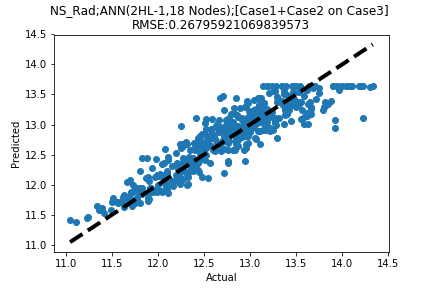 NS_Rad;ANN(2HL-1,18 Nodes);[Case1+Case2 on Case3]
RMSE:0.26795921069839573
14.5
14.0
13.5
13.0
12.5
12.0
11.5
11.0
Predicted
11.0 11.5 12.0 12.5 13.0 13.5 14.0 14.5
Actual